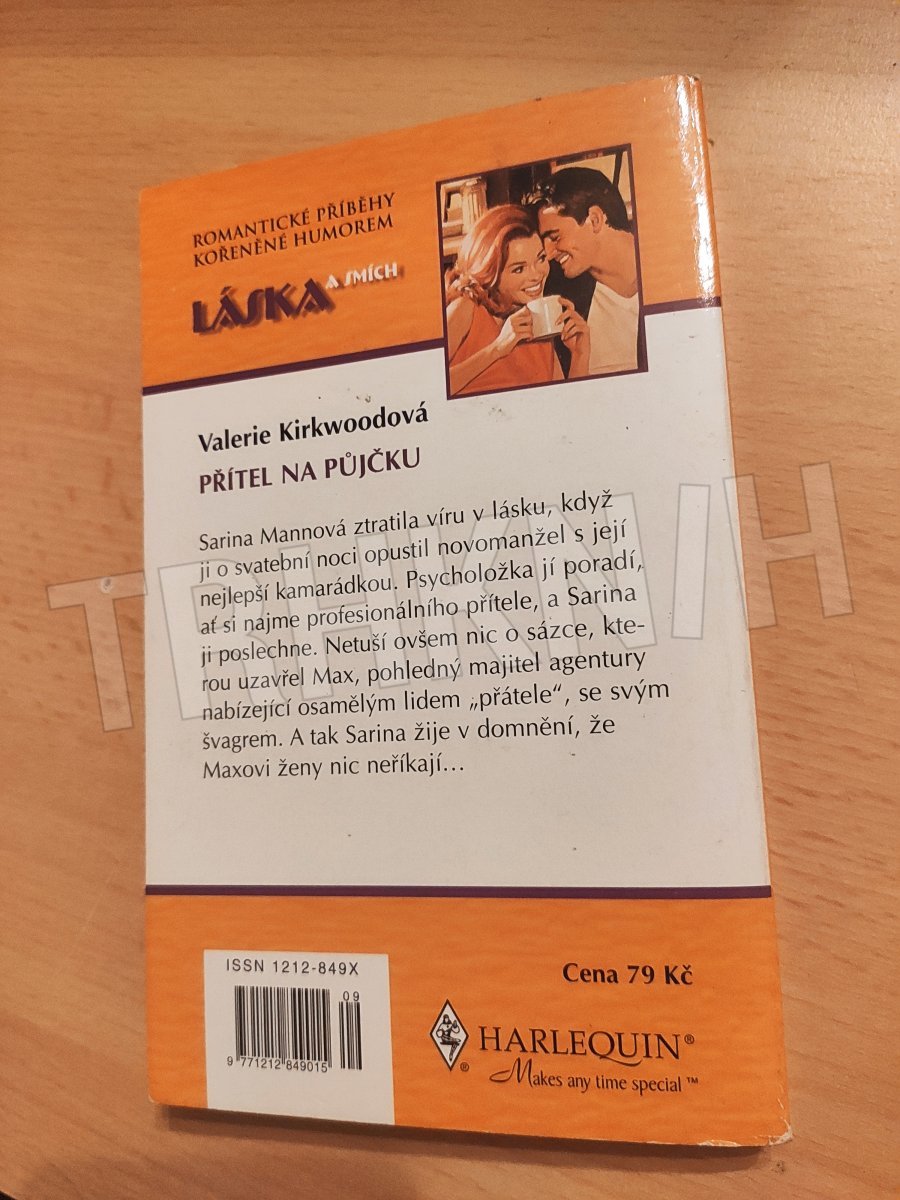 ROMANTICKÉ PŘÍBĚHY
KOŘENĚNÉ HUMOREM
LÁSKA A SMÍCH
Valerie Kirkwoodová
PŘÍTEL NA PŮJČKU
Sarina Mannová ztratila víru v lásku, když
ji o svatební noci opustil novomanžel s její
nejlepší kamarádkou. Psycholožka jí poradí,
ať si najme profesionálního přítele, a Sarina
ji poslechne. Netuší ovšem nic o sázce, kte-
rou uzavřel Max, pohledný majitel agentury
nabízející osamělým lidem „přátele“, se svým
švagrem. A tak Sarina žije v domnění, že
Maxovi ženy nic neříkají...
TRHKNIH
ISSN 1212-849X
09
9 771212 849015
Cena 79 Kč
HARLEQUIN®
Makes any time special™